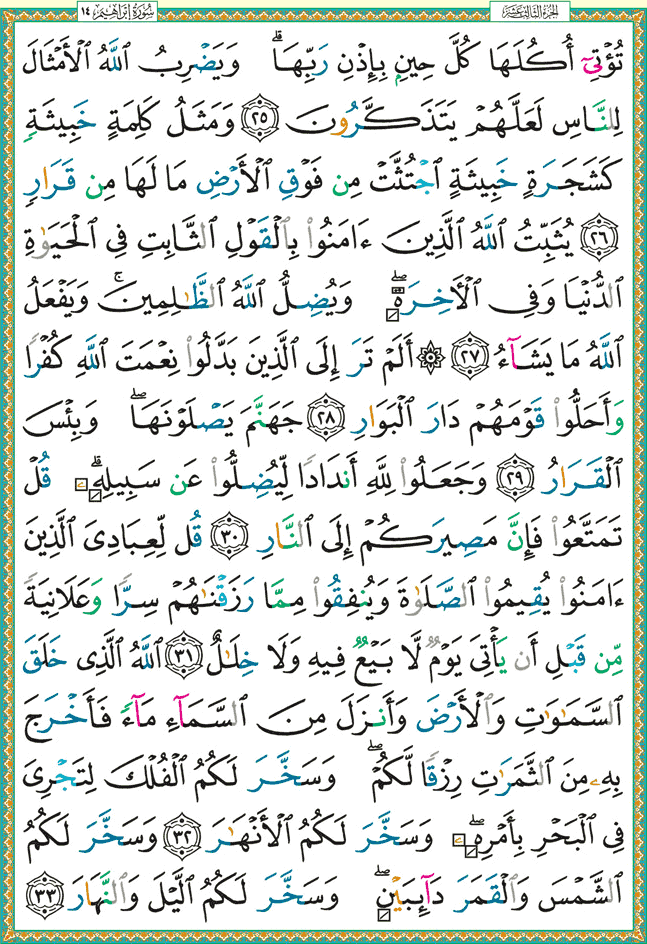 الجزء الثالث عشر
سورة إبراهيم ١٤
تُؤْتِىٓ أُكُلَهَا كُلَّ حِينٍۭ بِإِذْنِ رَبِّهَا ۗ وَيَضْرِبُ ٱللَّهُ ٱلْأَمْثَالَ
لِلنَّاسِ لَعَلَّهُمْ يَتَذَكَّرُونَ ٢٥ وَمَثَلُ كَلِمَةٍ خَبِيثَةٍ
كَشَجَرَةٍ خَبِيثَةٍ ٱجْتُثَّتْ مِن فَوْقِ ٱلْأَرْضِ مَا لَهَا مِن قَرَارٍ
٢٦ يُثَبِّتُ ٱللَّهُ ٱلَّذِينَ ءَامَنُوا۟ بِٱلْقَوْلِ ٱلثَّابِتِ فِى ٱلْحَيَوٰةِ
ٱلدُّنْيَا وَفِى ٱلْأَخِرَةِ ۖ وَيُضِلُّ ٱللَّهُ ٱلظَّـٰلِمِينَ ۚ وَيَفْعَلُ
ٱللَّهُ مَا يَشَآءُ ٢٧ ۞ أَلَمْ تَرَ إِلَى ٱلَّذِينَ بَدَّلُوا۟ نِعْمَتَ ٱللَّهِ كُفْرًا
وَأَحَلُّوا۟ قَوْمَهُمْ دَارَ ٱلْبَوَارِ ٢٨ جَهَنَّمَ يَصْلَوْنَهَا ۖ وَبِئْسَ
ٱلْقَرَارُ ٢٩ وَجَعَلُوا۟ لِلَّهِ أَندَادًا لِّيُضِلُّوا۟ عَن سَبِيلِهِۦ ۗ قُلْ
تَمَتَّعُوا۟ فَإِنَّ مَصِيرَكُمْ إِلَى ٱلنَّارِ ٣٠ قُل لِّعِبَادِىَ ٱلَّذِينَ
ءَامَنُوا۟ يُقِيمُوا۟ ٱلصَّلَوٰةَ وَيُنفِقُوا۟ مِمَّا رَزَقْنَـٰهُمْ سِرًّا وَعَلَانِيَةً
مِّن قَبْلِ أَن يَأْتِىَ يَوْمٌ لَّا بَيْعٌ فِيهِ وَلَا خِلَـٰلٌ ٣١ ٱللَّهُ ٱلَّذِى خَلَقَ
ٱلسَّمَـٰوَٰتِ وَٱلْأَرْضَ وَأَنزَلَ مِنَ ٱلسَّمَآءِ مَآءً فَأَخْرَجَ
بِهِۦ مِنَ ٱلثَّمَرَٰتِ رِزْقًا لَّكُمْ ۖ وَسَخَّرَ لَكُمُ ٱلْفُلْكَ لِتَجْرِىَ
فِى ٱلْبَحْرِ بِأَمْرِهِۦ ۖ وَسَخَّرَ لَكُمُ ٱلْأَنْهَـٰرَ ٣٢ وَسَخَّرَ لَكُمُ
ٱلشَّمْسَ وَٱلْقَمَرَ دَآئِبَيْنِ ۖ وَسَخَّرَ لَكُمُ ٱلَّيْلَ وَٱلنَّهَارَ ٣٣